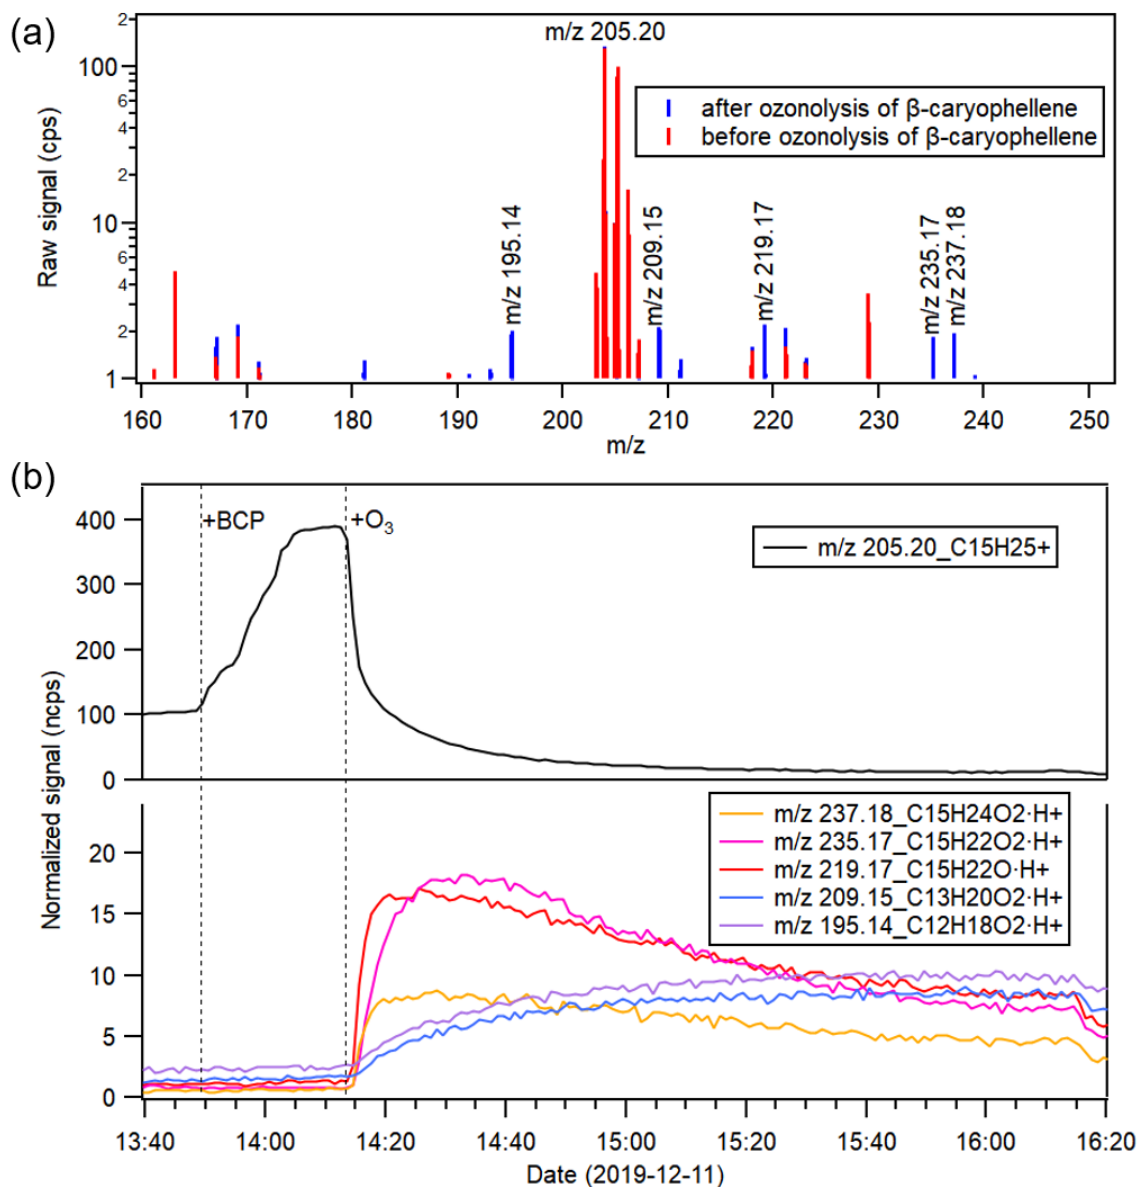 (a)
2
100
6
4
2
10
6
4
2
1
Raw signal (cps)
m/z 205.20
after ozonolysis of β-caryophellene
before ozonolysis of β-caryophellene
m/z 195.14
m/z 209.15
m/z 219.17
m/z 235.17
m/z 237.18
160 170 180 190 200 210 220 230 240 250
m/z
(b)
+BCP
+O3
m/z 205.20_C15H25+
400
300
200
100
0
Normalized signal (ncps)
m/z 237.18_C15H24O2·H+
m/z 235.17_C15H22O2·H+
m/z 219.17_C15H22O·H+
m/z 209.15_C13H20O2·H+
m/z 195.14_C12H18O2·H+
20
15
10
5
0
13:40 14:00 14:20 14:40 15:00 15:20 15:40 16:00 16:20
Date (2019-12-11)